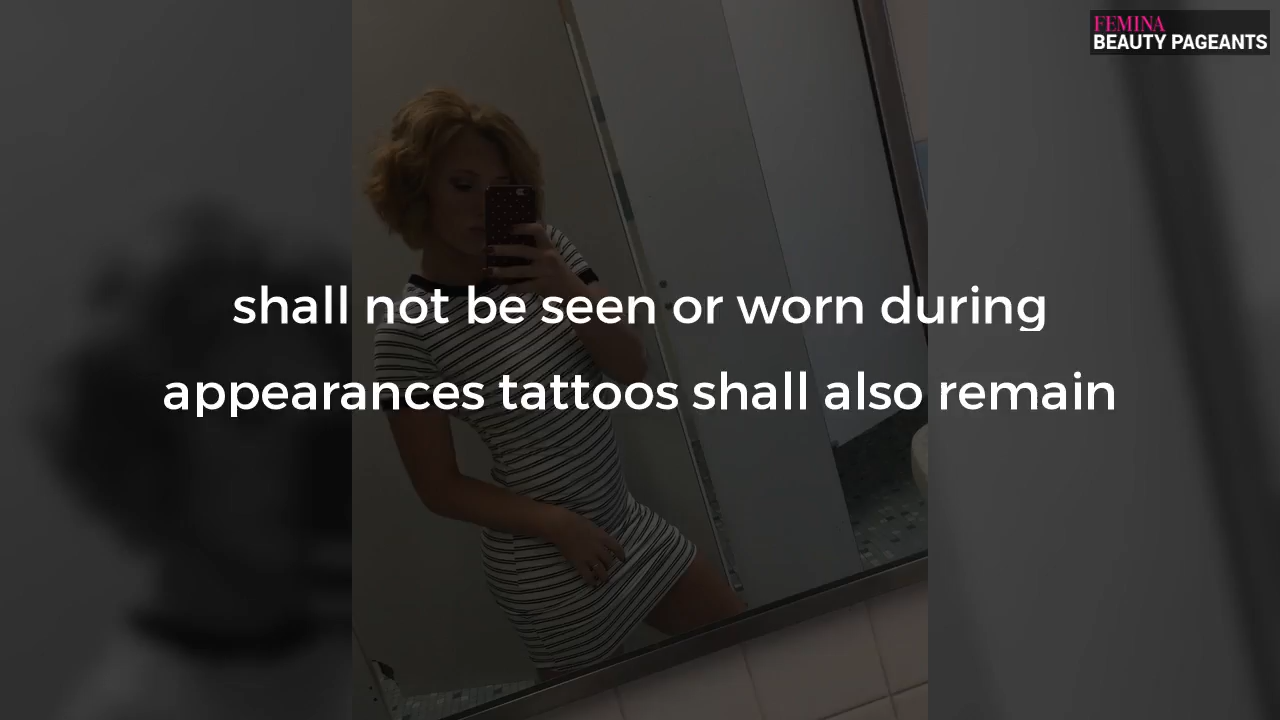 FEMINA
BEAUTY PAGEANTS
shall not be seen or worn during
appearances tattoos shall also remain